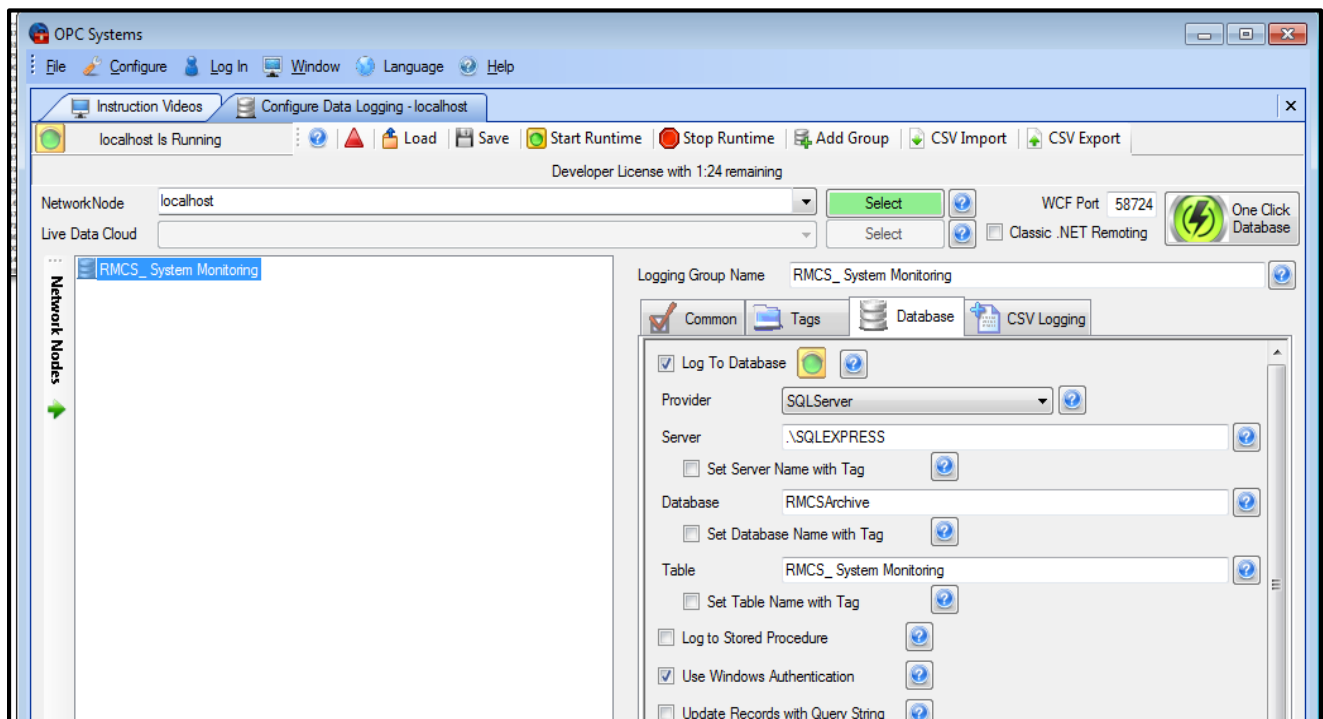 OPC Systems
File Configure Log In Window Language Help
Instruction Videos Configure Data Logging - localhost
localhost Is Running Load Save Start Runtime Stop Runtime Add Group CSV Import CSV Export
Developer License with 1:24 remaining
NetworkNode localhost Select WCF Port 58724 One Click Database
Live Data Cloud Select Classic .NET Remoting
Network Nodes
RMCS_ System Monitoring
Logging Group Name RMCS_ System Monitoring
Common Tags Database CSV Logging
Log To Database
Provider SQLServer
Server .\SQLEXPRESS
Set Server Name with Tag
Database RMCSArchive
Set Database Name with Tag
Table RMCS_ System Monitoring
Set Table Name with Tag
Log to Stored Procedure
Use Windows Authentication
Update Records with Query String